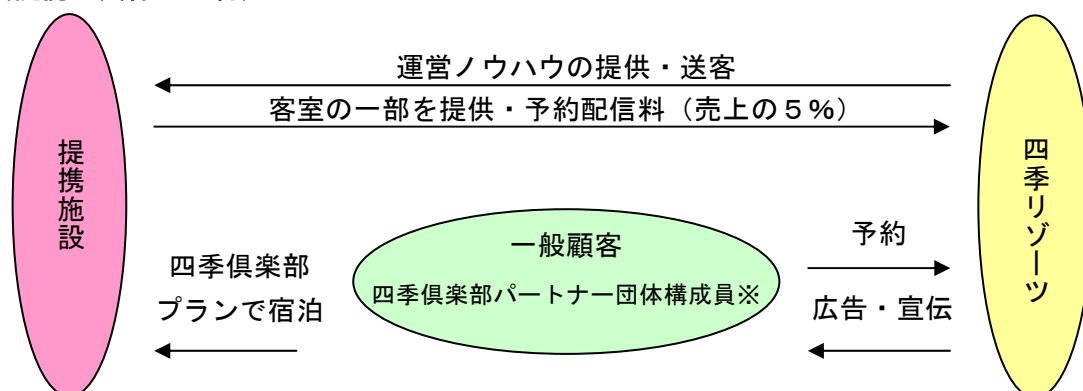 運営ノウハウの提供・送客
客室の一部を提供・予約配信料（売上の５％）
提携施設
四季リゾーツ
一般顧客
四季倶楽部パートナー団体構成員※
四季倶楽部
プランで宿泊
予約
広告・宣伝